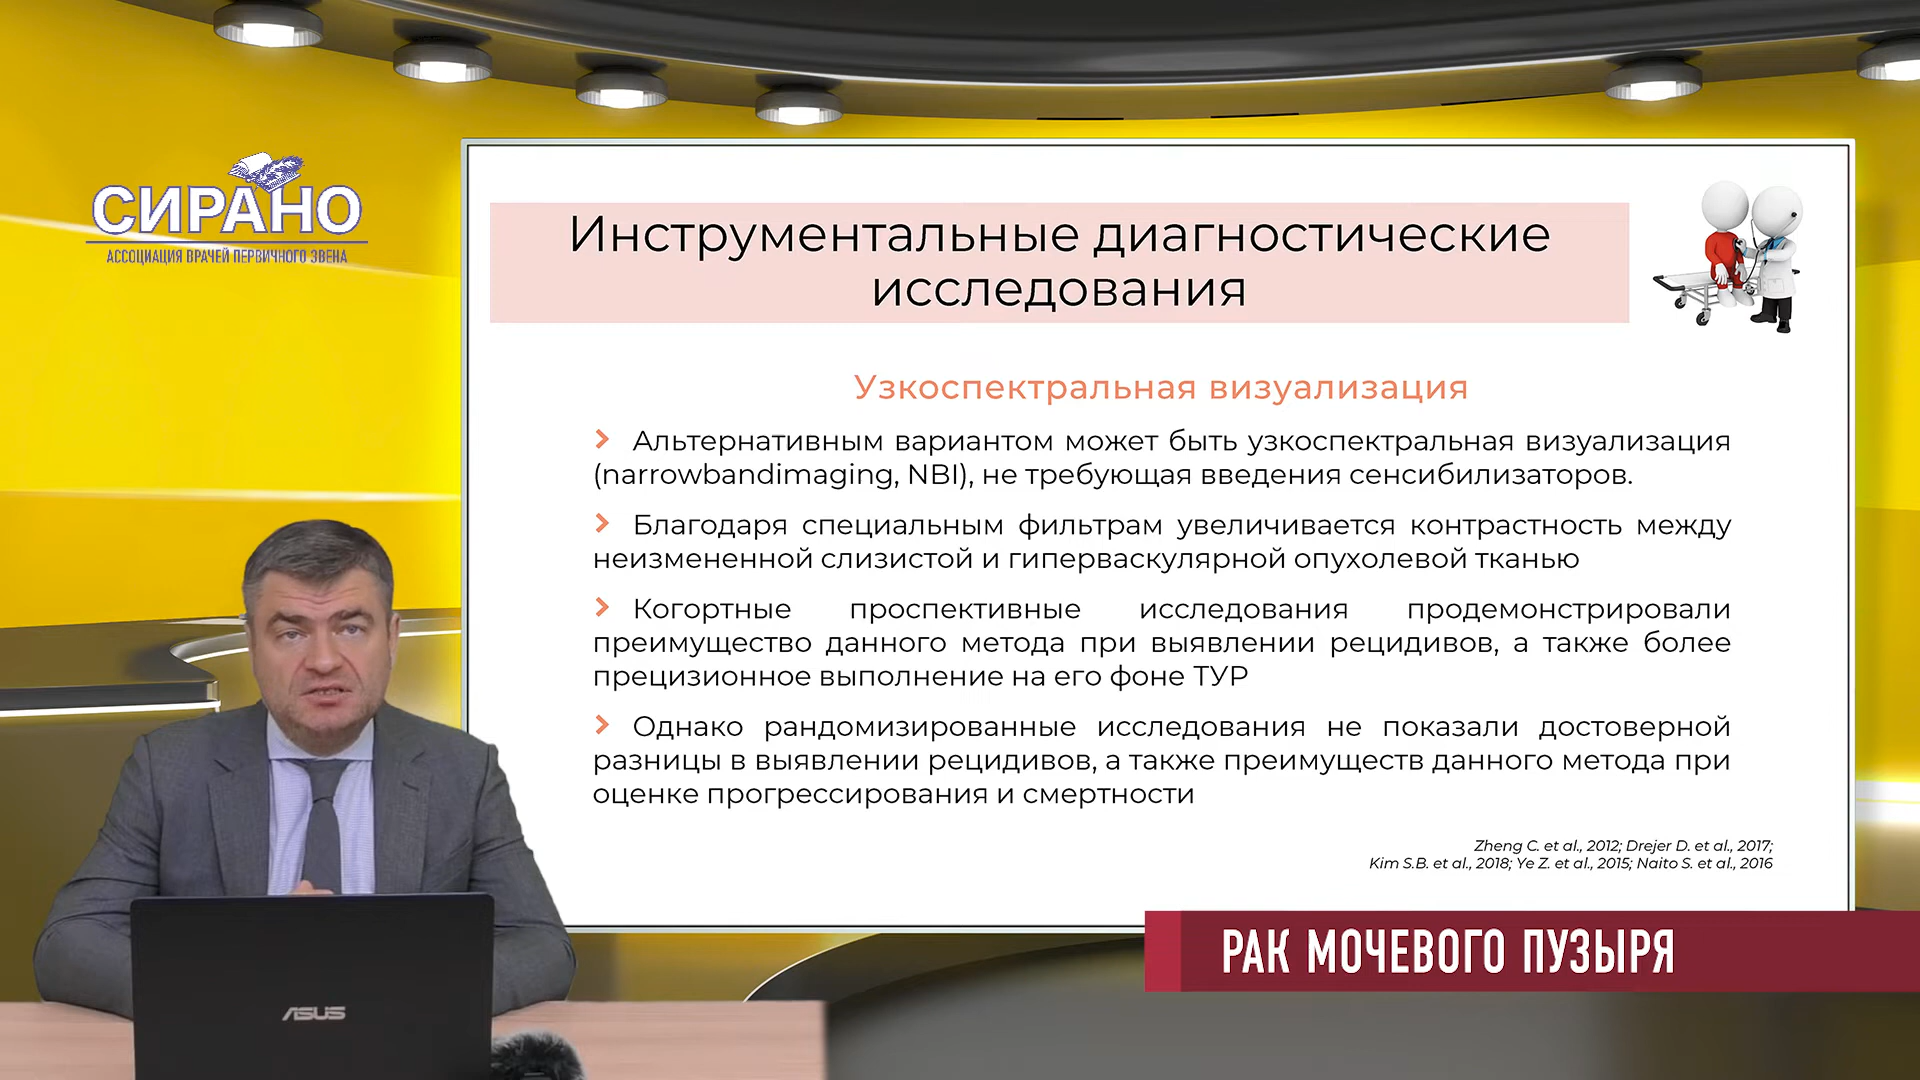 СИРАНО
АССОЦИАЦИЯ ВРАЧЕЙ ПЕРВИЧНОГО ЗВЕНА
Инструментальные диагностические
исследования
Узкоспектральная визуализация
Альтернативным вариантом может быть узкоспектральная визуализация
(narrowbandimaging, NBI), не требующая введения сенсибилизаторов.
Благодаря специальным фильтрам увеличивается контрастность между
неизмененной слизистой и гиперваскулярной опухолевой тканью
Когортные проспективные исследования продемонстрировали
преимущество данного метода при выявлении рецидивов, а также более
прецизионное выполнение на его фоне ТУР
Однако рандомизированные исследования не показали достоверной
разницы в выявлении рецидивов, а также преимуществ данного метода при
оценке прогрессирования и смертности
Zheng C. et al., 2012; Drejer D. et al., 2017;
Kim S.B. et al., 2018; Ye Z. et al., 2015; Naito S. et al., 2016
РАК МОЧЕВОГО ПУЗЫРЯ
ASUS